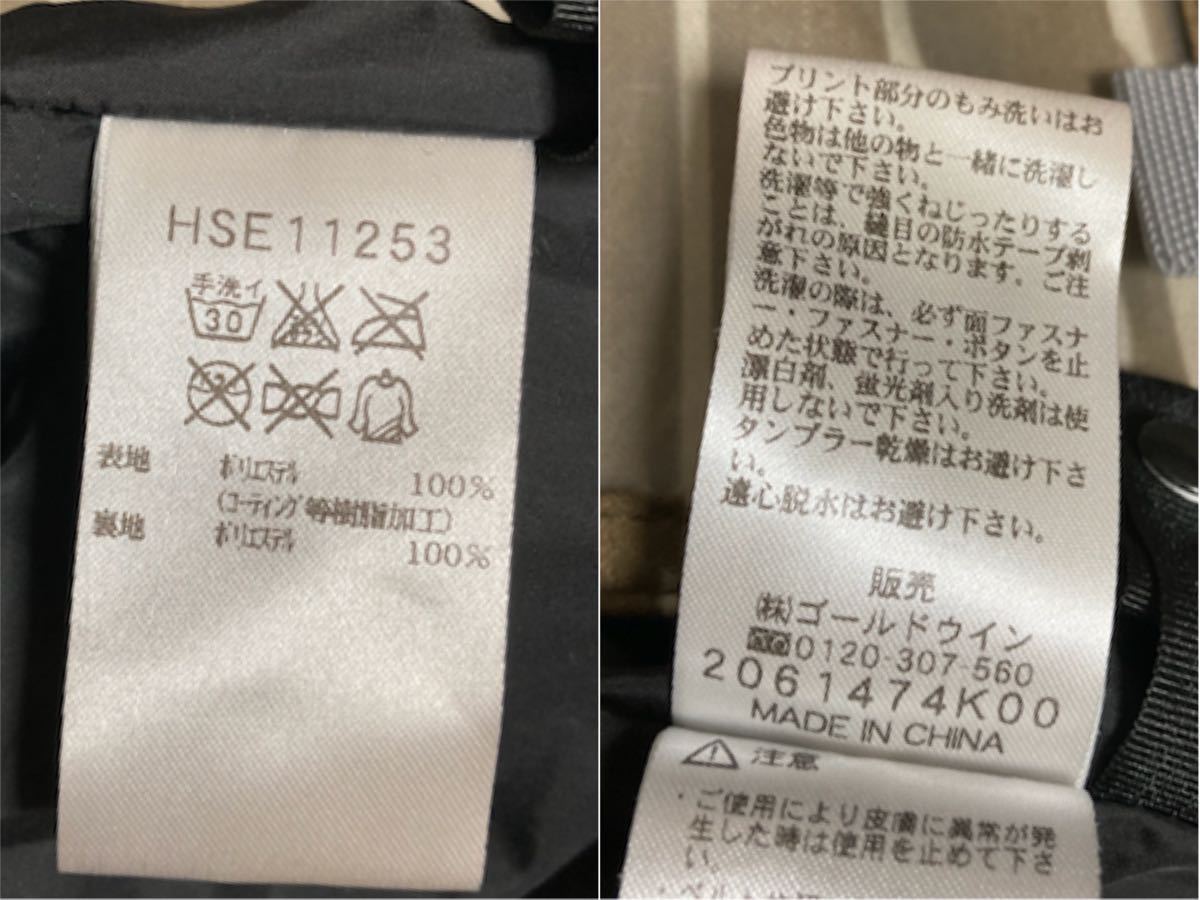 HSE11253
手洗イ
30
表地 ポリエステル 100%
(コーティング等樹脂加工)
裏地 ポリエステル 100%
プリント部分のもみ洗いはお
避け下さい。
色物は他の物と一緒に洗濯し
ないで下さい。
洗濯等で強くねじったりする
ことは、縫目の防水テープ剥
がれの原因となります、ご注
意下さい。
洗濯の際は、必ず面ファスナ
ー・ファスナー・ボタンを止
めた状態で行って下さい。
漂白剤、蛍光剤入り洗剤は使
用しないで下さい。
タンブラー乾燥はお避け下さ
い。
遠心脱水はお避け下さい。
販売
(株)ゴールドウイン
0120-307-560
2061474K00
MADE IN CHINA
注意
・ご使用により皮膚に異常が発
生した時は使用を止めて下さ
い。